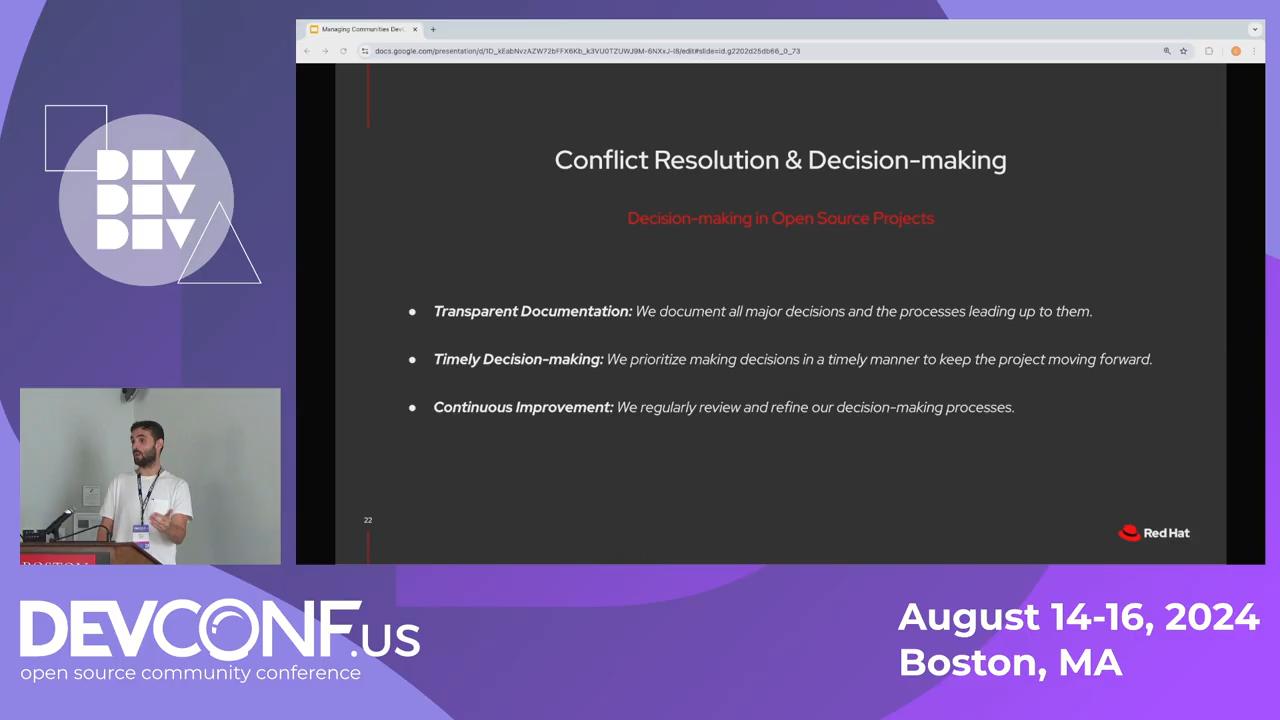 Managing Communities DevC
docs.google.com/presentation/d/1D_kEabNvzAZW72bFFX6Kb_k3VU0TZUWJ9M-6NXxJ-I8/edit#slide=id.g2202d25db66_0_73
DEV
DEV
DEV
Conflict Resolution & Decision-making
Decision-making in Open Source Projects
● Transparent Documentation: We document all major decisions and the processes leading up to them.
● Timely Decision-making: We prioritize making decisions in a timely manner to keep the project moving forward.
● Continuous Improvement: We regularly review and refine our decision-making processes.
22
Red Hat
BOSTON
DEVCONF.US
open source community conference
August 14-16, 2024
Boston, MA